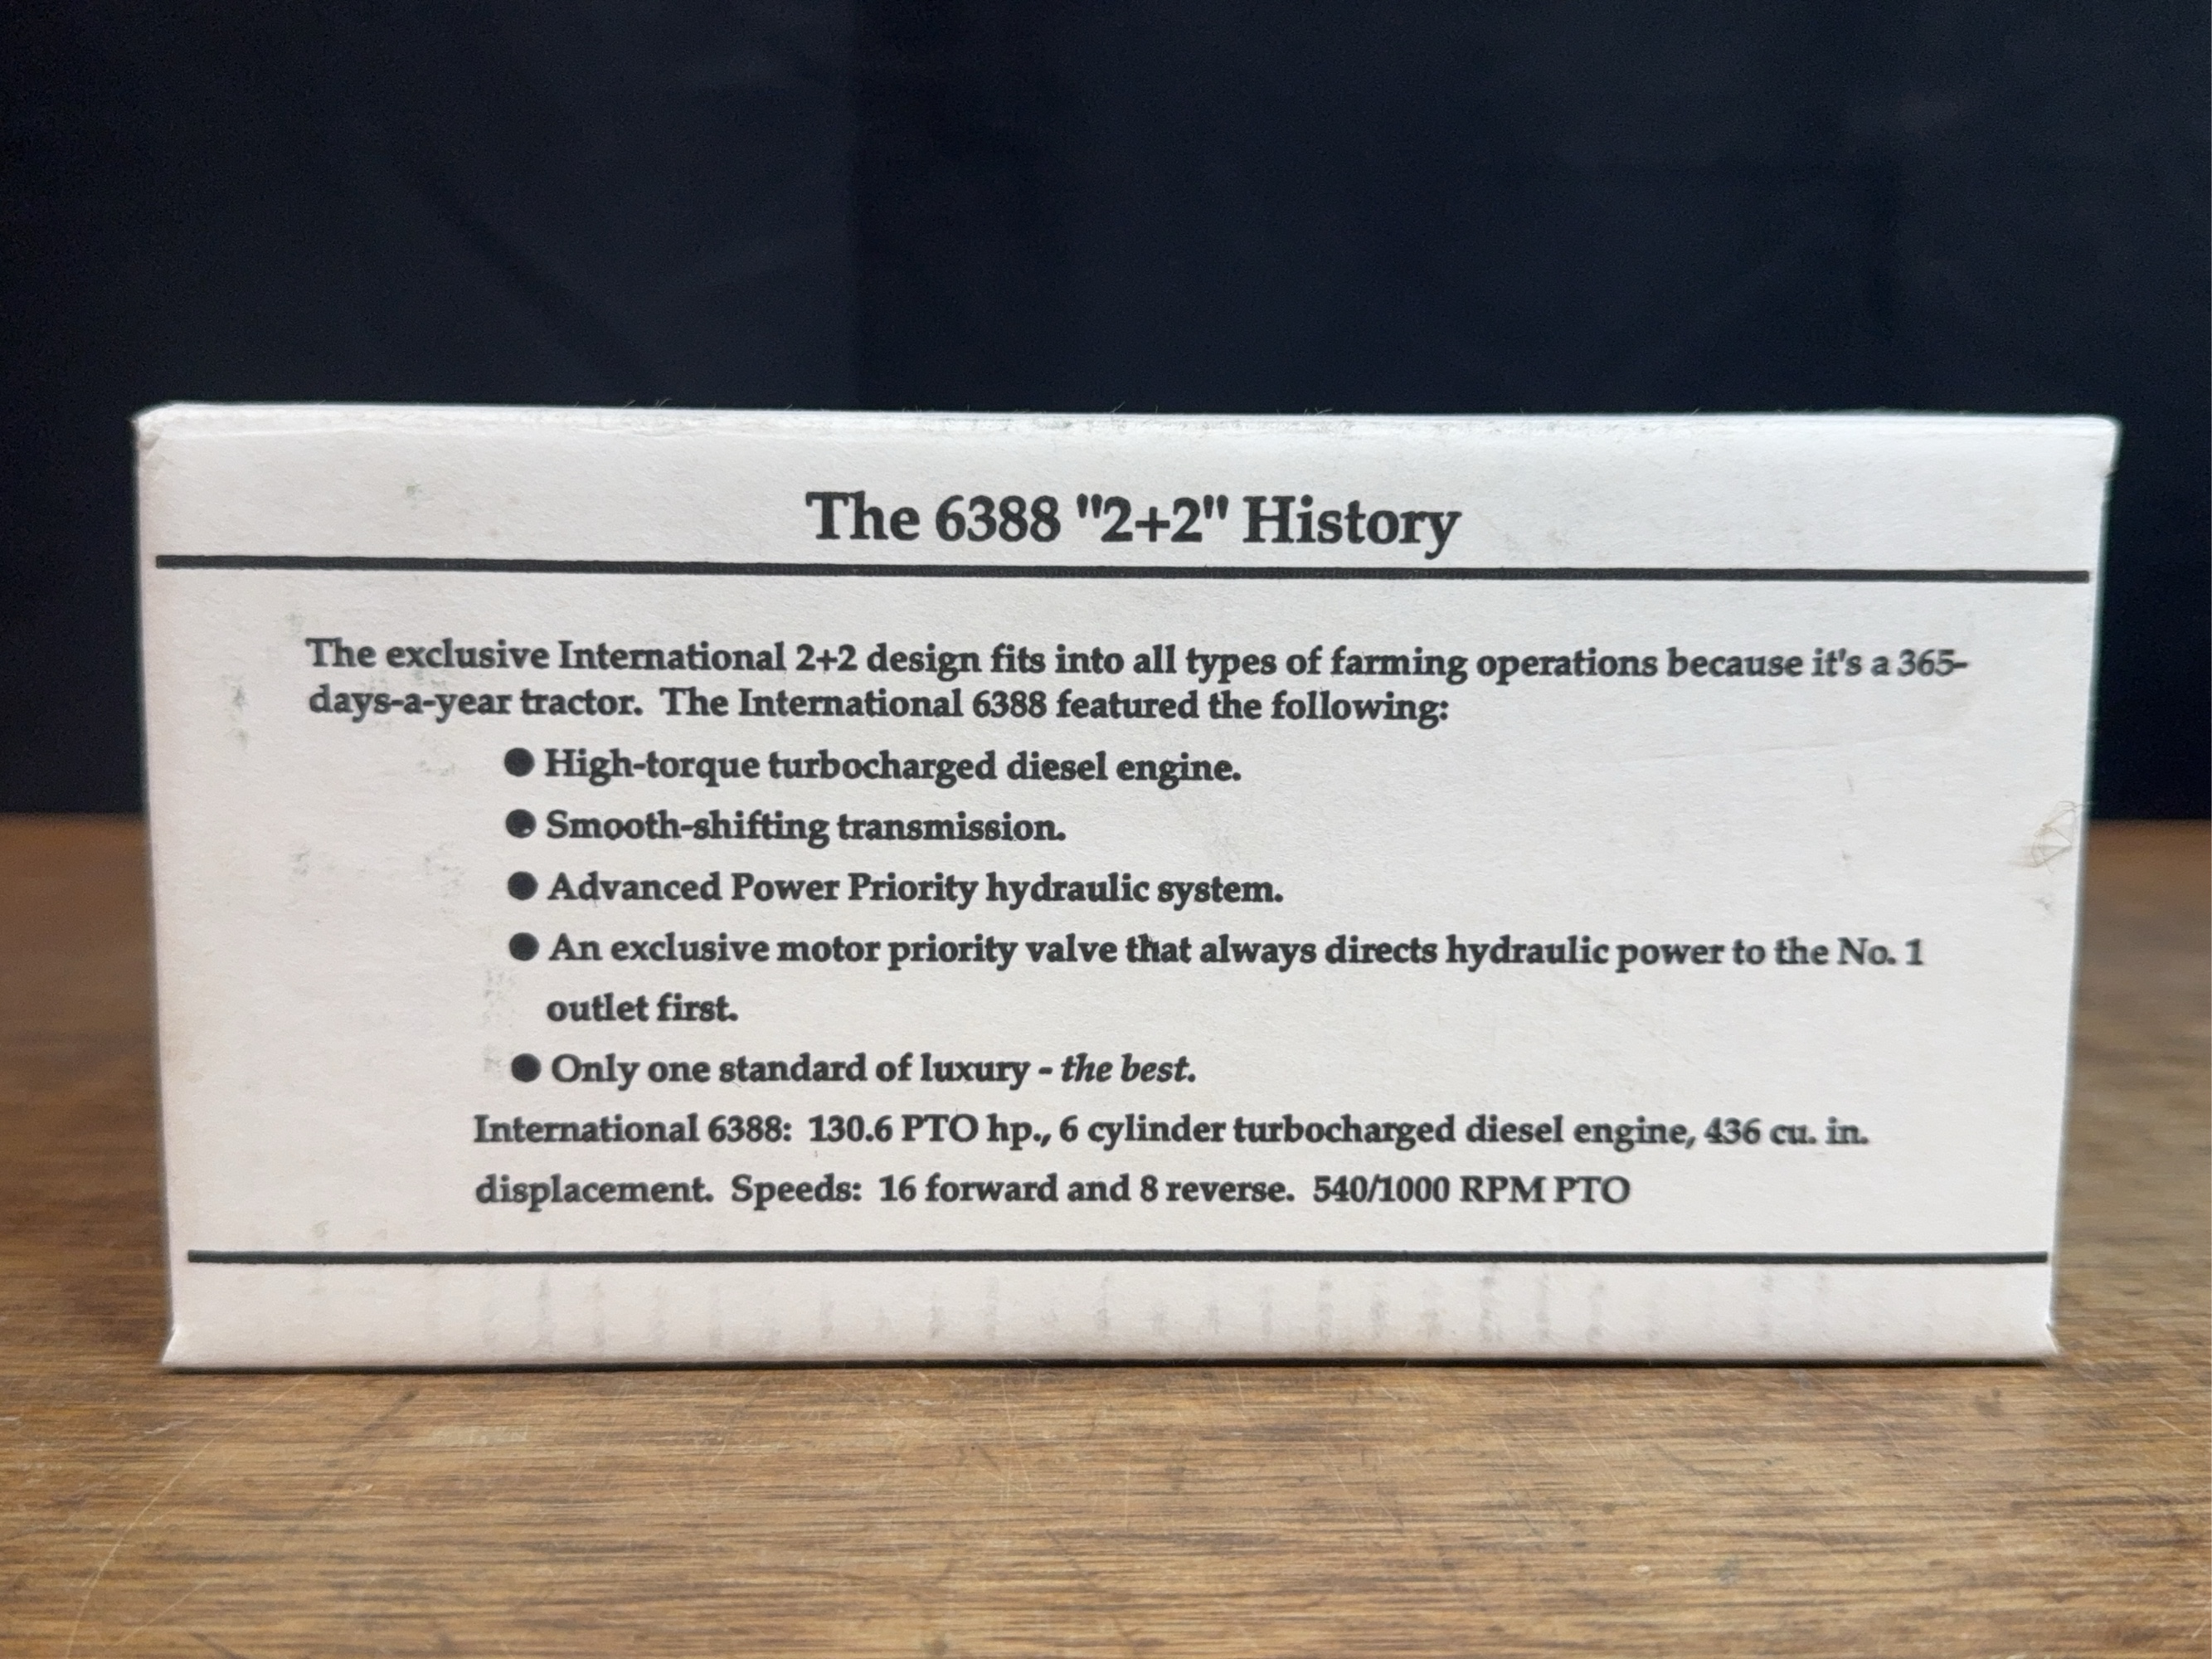 The 6388 "2+2" History
The exclusive International 2+2 design fits into all types of farming operations because it's a 365-
days-a-year tractor. The International 6388 featured the following:
● High-torque turbocharged diesel engine.
● Smooth-shifting transmission.
● Advanced Power Priority hydraulic system.
● An exclusive motor priority valve that always directs hydraulic power to the No. 1
outlet first.
● Only one standard of luxury - the best.
International 6388: 130.6 PTO hp., 6 cylinder turbocharged diesel engine, 436 cu. in.
displacement. Speeds: 16 forward and 8 reverse. 540/1000 RPM PTO